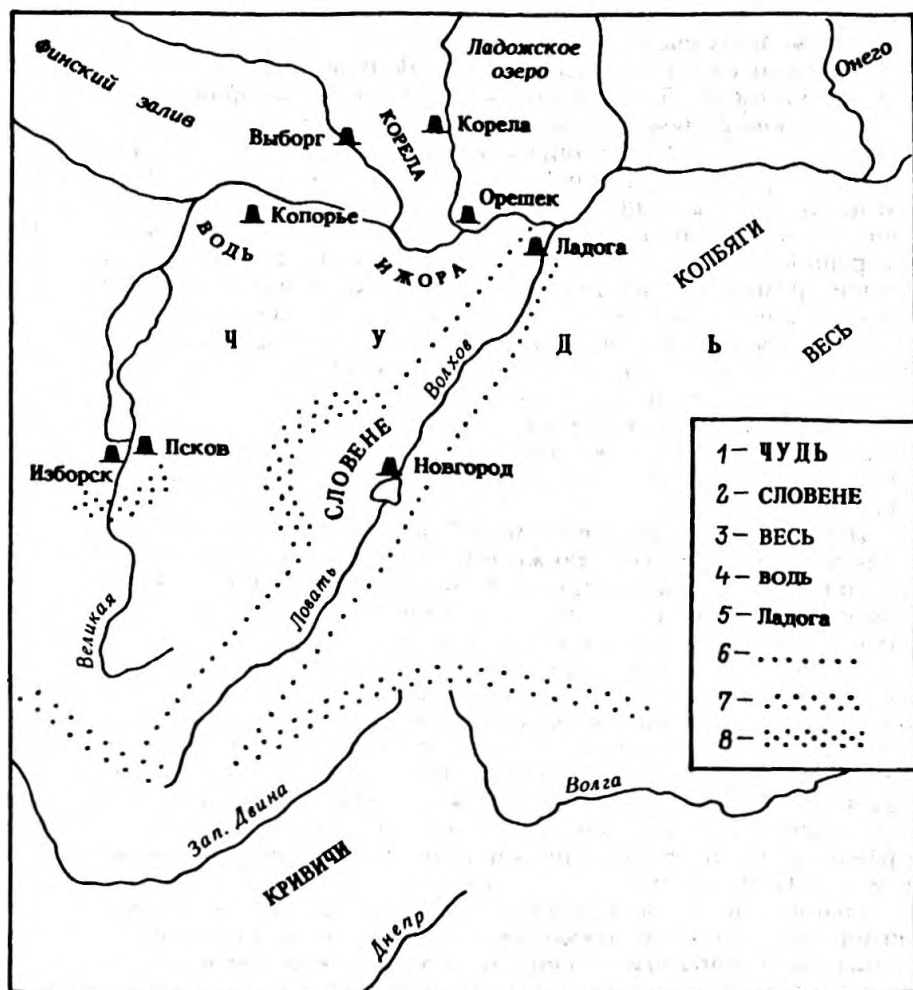 Финский
залив
Ладожское
озеро
Онего
Выборг
КОРЕЛА
Корела
Копорье
Орешек
Ладога
ВОДЬ
ИЖОРА
КОЛБЯГИ
ЧУДЬ
ВЕСЬ
Волхов
СЛОВЕНЕ
Изборск
Псков
Новгород
Ловать
Великая
Зап. Двина
Волга
КРИВИЧИ
Днепр
1 — ЧУДЬ
2 — СЛОВЕНЕ
3 — ВЕСЬ
4 — ВОДЬ
5 — Ладога
6
7
8